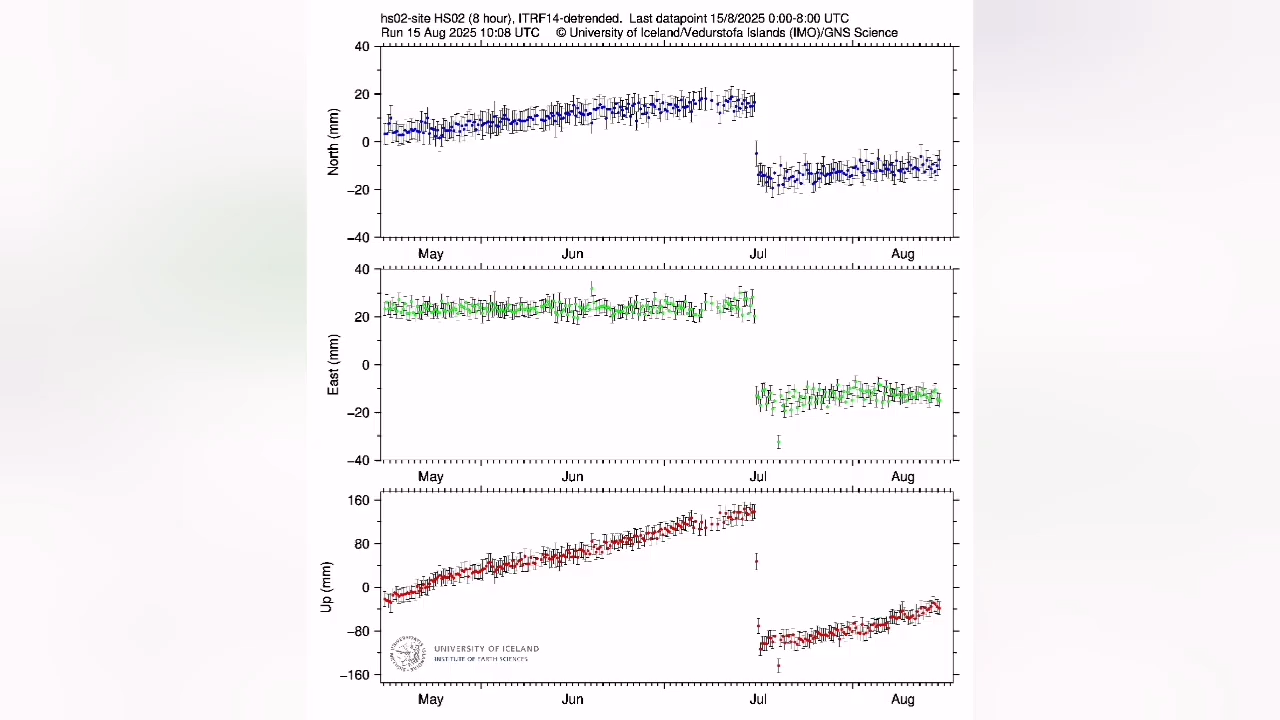 hs02-site HS02 (8 hour), ITRF14-detrended. Last datapoint 15/8/2025 0:00-8:00 UTC
Run 15 Aug 2025 10:08 UTC © University of Iceland/Vedurstofa Islands (IMO)/GNS Science
40
20
0
−20
−40
North (mm)
May Jun Jul Aug
40
20
0
−20
−40
East (mm)
May Jun Jul Aug
160
80
0
−80
−160
Up (mm)
UNIVERSITY OF ICELAND
INSTITUTE OF EARTH SCIENCES
May Jun Jul Aug